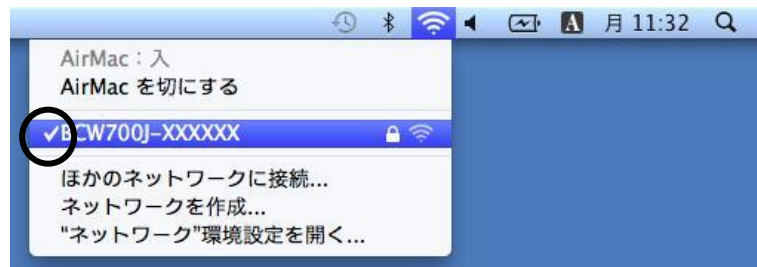 A 月 11:32
AirMac：入
AirMac を切にする
✓BCW700J-XXXXXX
ほかのネットワークに接続...
ネットワークを作成...
“ネットワーク”環境設定を開く...